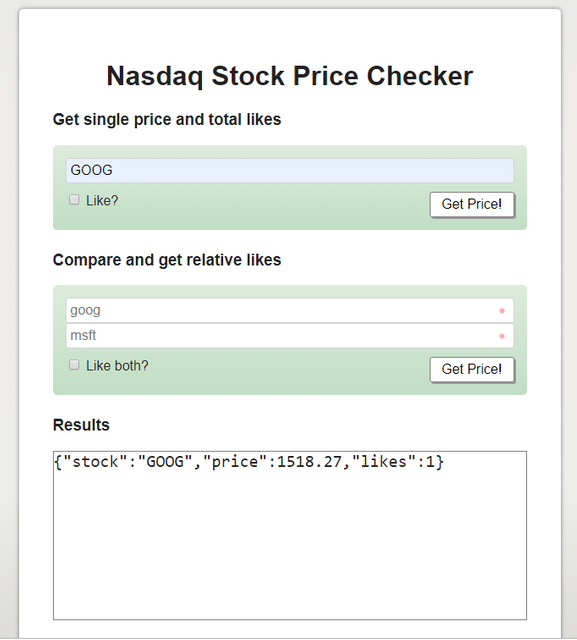 Nasdaq Stock Price Checker
Get single price and total likes
GOOG
Like?
Get Price!
Compare and get relative likes
goog
msft
Like both?
Get Price!
Results
{"stock":"GOOG","price":1518.27,"likes":1}